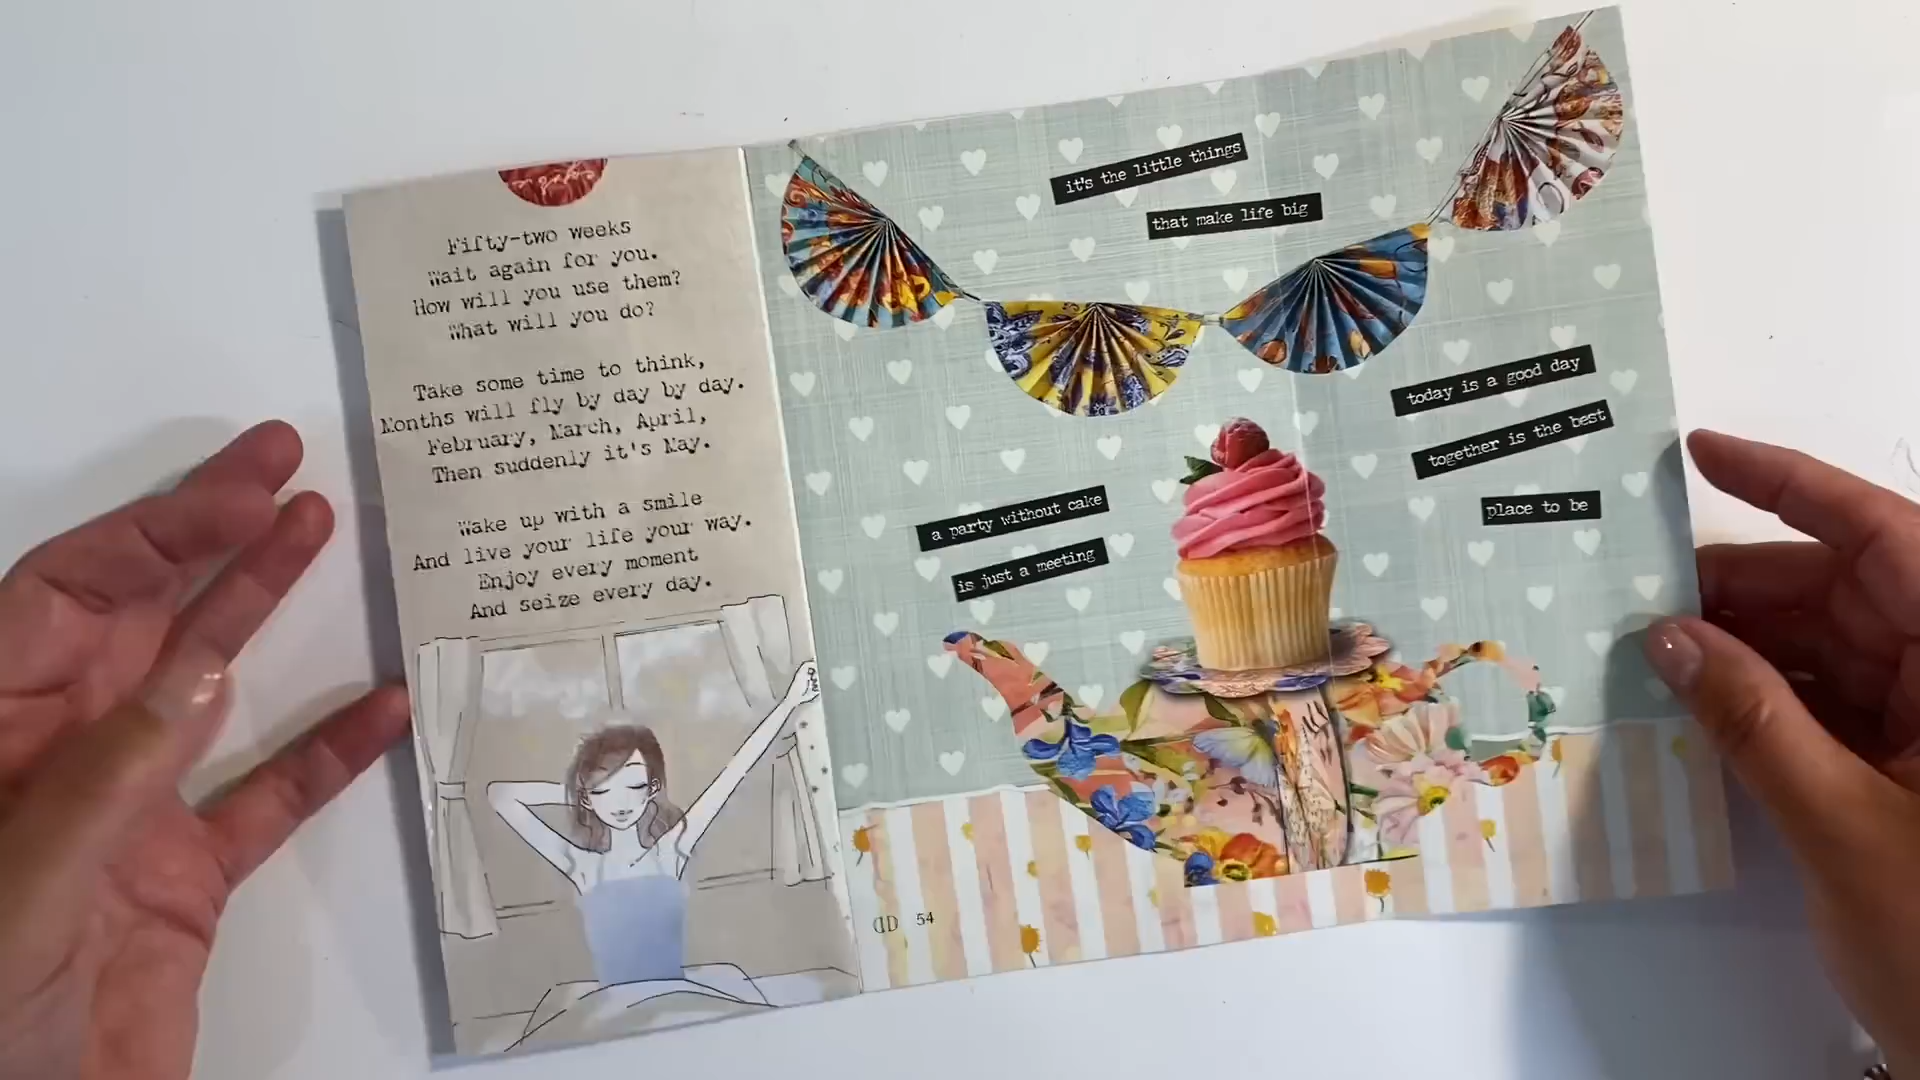 Fifty-two weeks
Wait again for you.
How will you use them?
What will you do?
Take some time to think,
Months will fly by day by day.
February, March, April,
Then suddenly it's May.
Wake up with a smile
And live your life your way.
Enjoy every moment
And seize every day.
it's the little things
that make life big
today is a good day
together is the best
place to be
a party without cake
is just a meeting
54